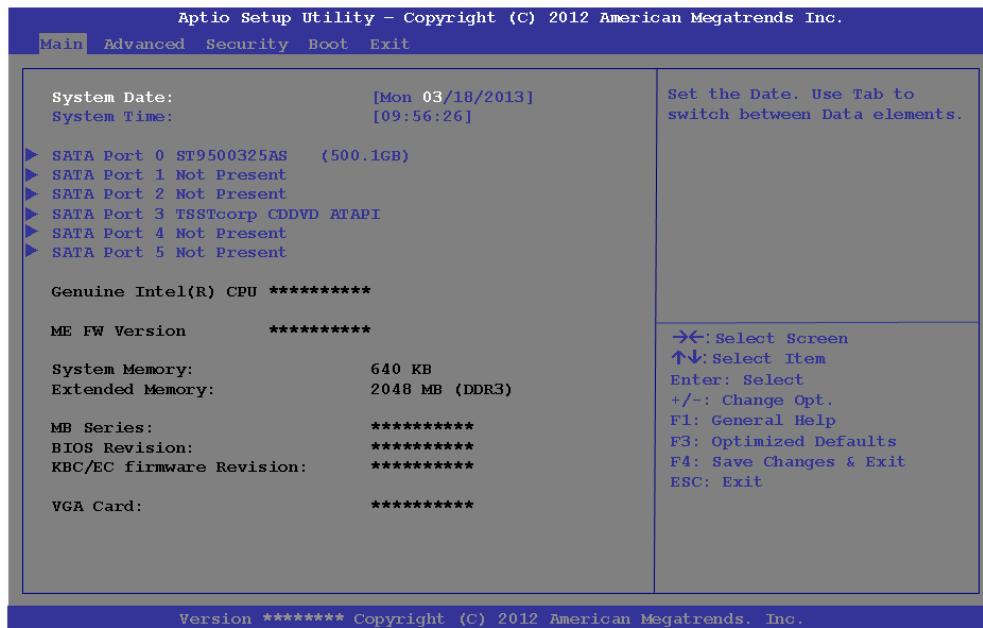 Aptio Setup Utility – Copyright (C) 2012 American Megatrends Inc.
Main Advanced Security Boot Exit
System Date: [Mon 03/18/2013]
System Time: [09:56:26]
▶ SATA Port 0 ST9500325AS (500.1GB)
▶ SATA Port 1 Not Present
▶ SATA Port 2 Not Present
▶ SATA Port 3 TSSTcorp CDDVD ATAPI
▶ SATA Port 4 Not Present
▶ SATA Port 5 Not Present
Genuine Intel(R) CPU **********
ME FW Version **********
System Memory: 640 KB
Extended Memory: 2048 MB (DDR3)
MB Series: **********
BIOS Revision: **********
KBC/EC firmware Revision: **********
VGA Card: **********
Set the Date. Use Tab to
switch between Data elements.
→←: Select Screen
↑↓: Select Item
Enter: Select
+/-: Change Opt.
F1: General Help
F3: Optimized Defaults
F4: Save Changes & Exit
ESC: Exit
Version ******** Copyright (C) 2012 American Megatrends. Inc.